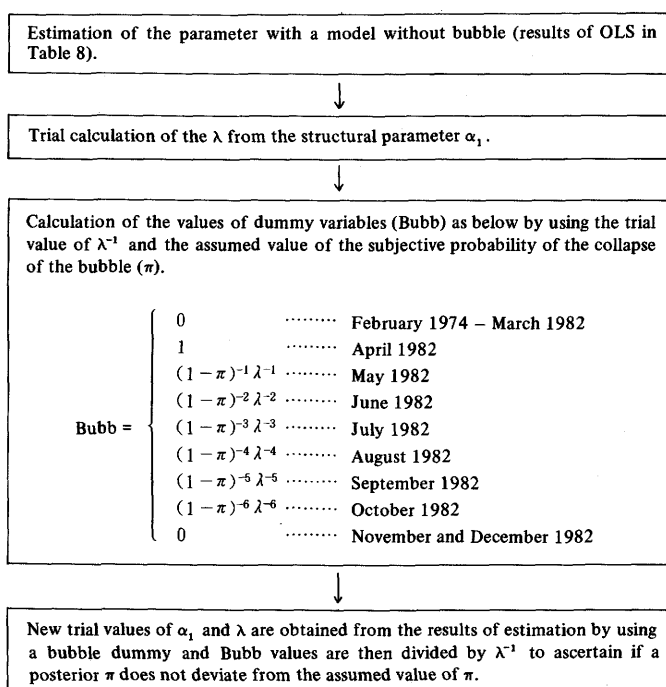 Estimation of the parameter with a model without bubble (results of OLS in
Table 8).
↓
Trial calculation of the λ from the structural parameter α₁.
↓
Calculation of the values of dummy variables (Bubb) as below by using the trial
value of λ⁻¹ and the assumed value of the subjective probability of the collapse
of the bubble (π).
0 ········· February 1974 – March 1982
1 ········· April 1982
(1 − π)⁻¹ λ⁻¹ ········· May 1982
(1 − π)⁻² λ⁻² ········· June 1982
(1 − π)⁻³ λ⁻³ ········· July 1982
Bubb = (1 − π)⁻⁴ λ⁻⁴ ········· August 1982
(1 − π)⁻⁵ λ⁻⁵ ········· September 1982
(1 − π)⁻⁶ λ⁻⁶ ········· October 1982
0 ········· November and December 1982
↓
New trial values of α₁ and λ are obtained from the results of estimation by using
a bubble dummy and Bubb values are then divided by λ⁻¹ to ascertain if a
posterior π does not deviate from the assumed value of π.